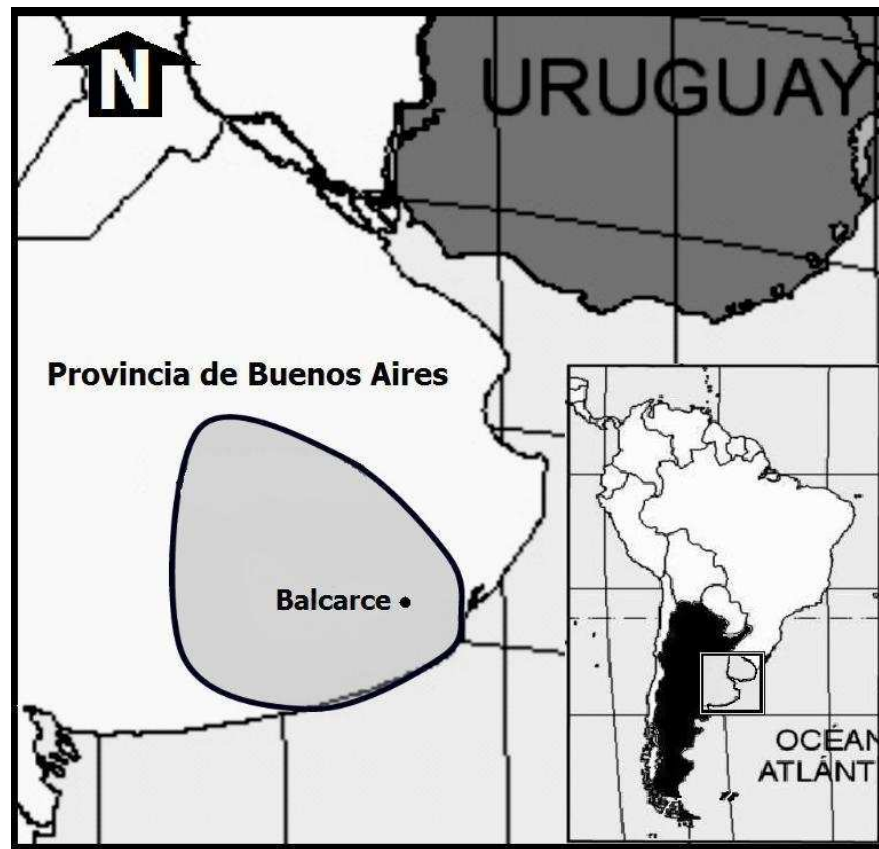 N
URUGUAY
Provincia de Buenos Aires
Balcarce
OCÉAN
ATLÁNT